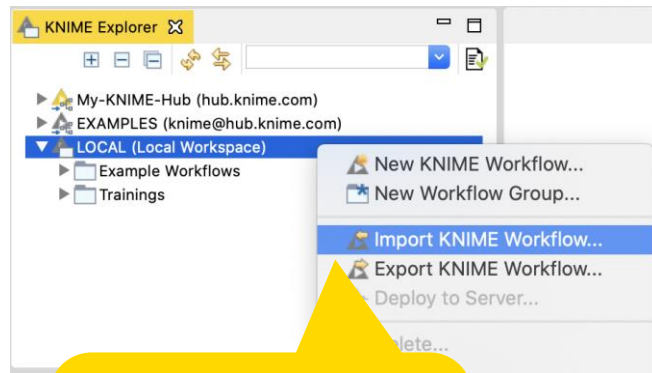 KNIME Explorer
My-KNIME-Hub (hub.knime.com)
EXAMPLES (knime@hub.knime.com)
LOCAL (Local Workspace)
Example Workflows
Trainings
New KNIME Workflow...
New Workflow Group...
Import KNIME Workflow...
Export KNIME Workflow...
Deploy to Server...